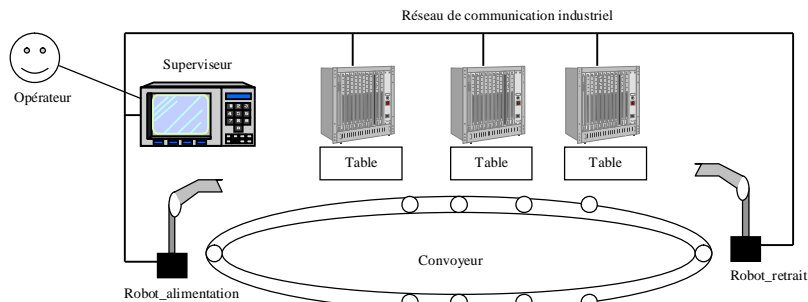 Réseau de communication industriel
Superviseur
Opérateur
Table
Table
Table
Convoyeur
Robot_retrait
Robot_alimentation